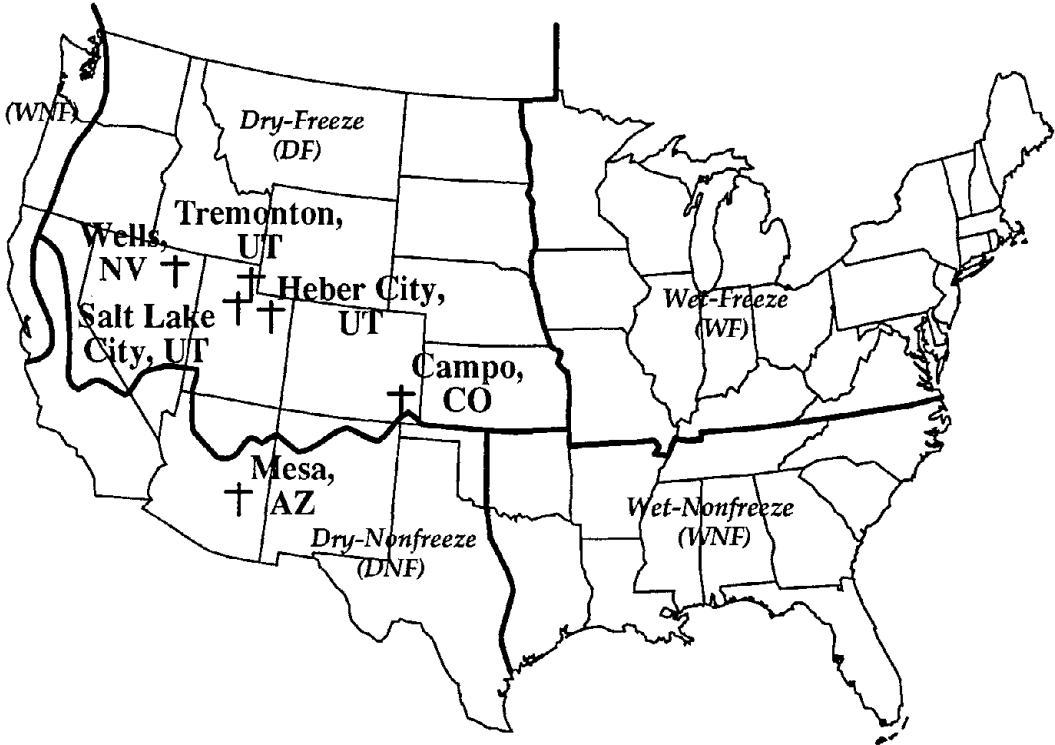 (WNF)
Dry-Freeze
(DF)
Tremonton,
UT
Wells,
NV
Heber City,
UT
Salt Lake
City, UT
Wet-Freeze
(WF)
Campo,
CO
Mesa,
AZ
Dry-Nonfreeze
(DNF)
Wet-Nonfreeze
(WNF)